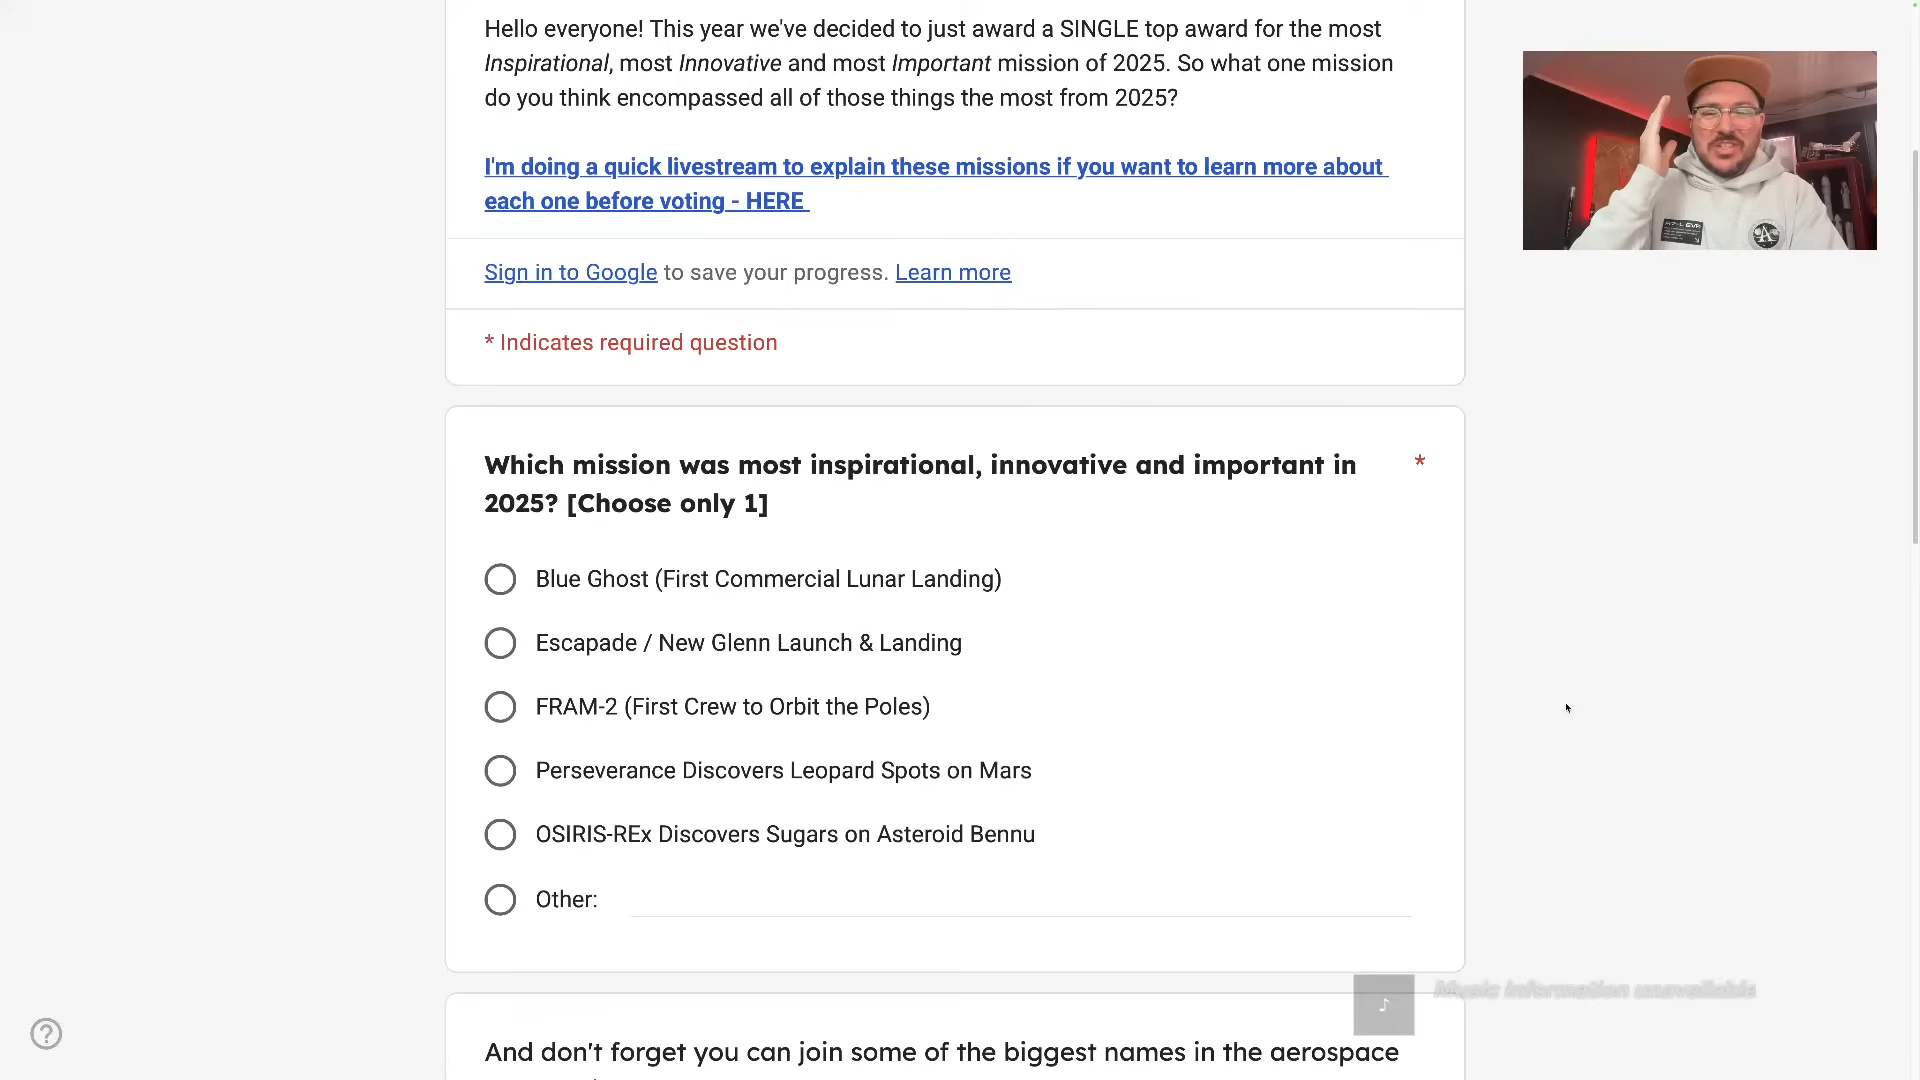 Hello everyone! This year we've decided to just award a SINGLE top award for the most
Inspirational, most Innovative and most Important mission of 2025. So what one mission
do you think encompassed all of those things the most from 2025?
I'm doing a quick livestream to explain these missions if you want to learn more about
each one before voting - HERE
Sign in to Google to save your progress. Learn more
* Indicates required question
Which mission was most inspirational, innovative and important in *
2025? [Choose only 1]
Blue Ghost (First Commercial Lunar Landing)
Escapade / New Glenn Launch & Landing
FRAM-2 (First Crew to Orbit the Poles)
Perseverance Discovers Leopard Spots on Mars
OSIRIS-REx Discovers Sugars on Asteroid Bennu
Other:
Music information unavailable
And don't forget you can join some of the biggest names in the aerospace